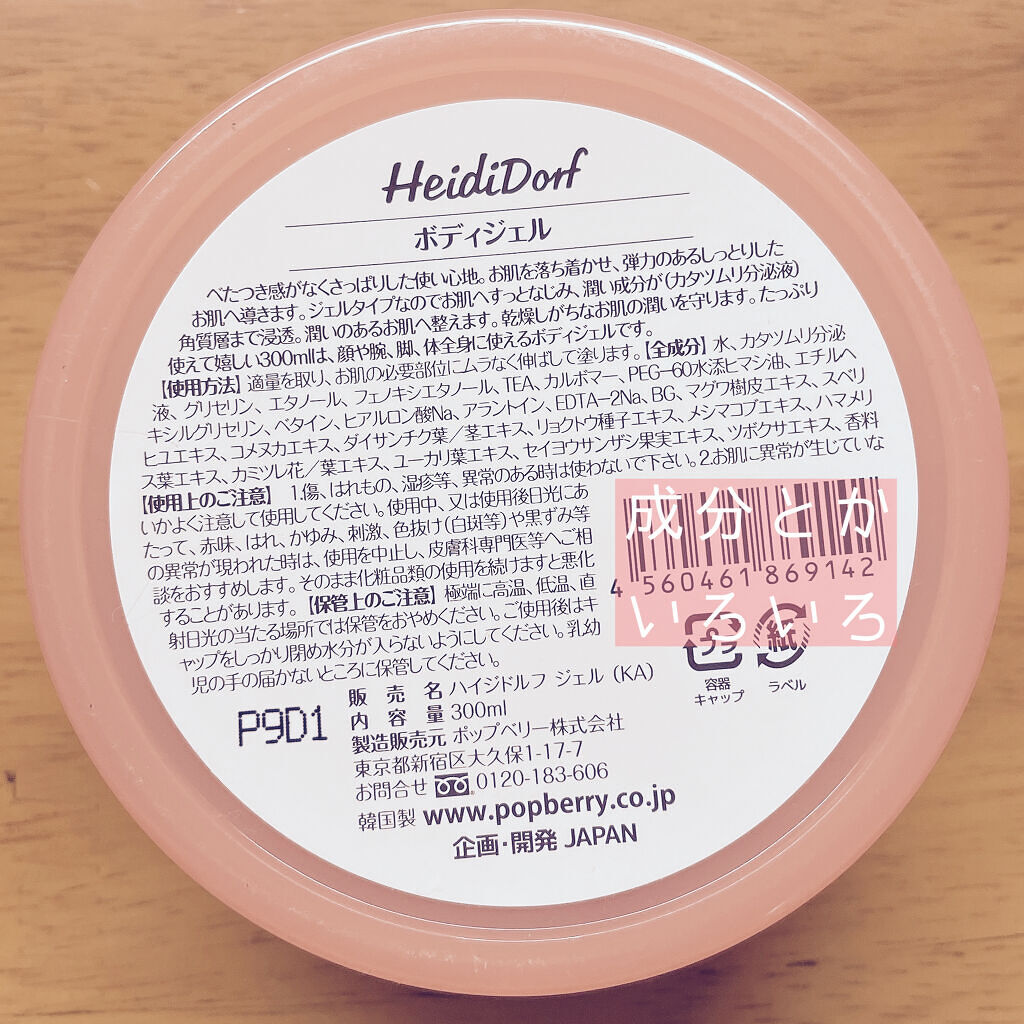 HeidiDorf
ボディジェル
べたつき感がなくさっぱりした使い心地。お肌を落ち着かせ、弾力のあるしっとりした
お肌へ導きます。ジェルタイプなのでお肌へすっとなじみ、潤い成分が(カタツムリ分泌液)
角質層まで浸透。潤いのあるお肌へ整えます。乾燥しがちなお肌の潤いを守ります。たっぷり
使えて嬉しい300mlは、顔や腕、脚、体全身に使えるボディジェルです。
【使用方法】適量を取り、お肌の必要部位にムラなく伸ばして塗ります。【全成分】水、カタツムリ分泌
液、グリセリン、エタノール、フェノキシエタノール、TEA、カルボマー、PEG-60水添ヒマシ油、エチルヘ
キシルグリセリン、ベタイン、ヒアルロン酸Na、アラントイン、EDTA-2Na、BG、マグワ樹皮エキス、スベリ
ヒユエキス、コメヌカエキス、ダイサンチク葉/茎エキス、リョクトウ種子エキス、メシマコブエキス、ハマメリ
ス葉エキス、カミツレ花/葉エキス、ユーカリ葉エキス、セイヨウサンザシ果実エキス、ツボクサエキス、香料
【使用上のご注意】 1.傷、はれもの、湿疹等、異常のある時は使わないで下さい。2.お肌に異常が生じていな
いかよく注意して使用してください。使用中、又は使用後日光にあ
たって、赤味、はれ、かゆみ、刺激、色抜け(白斑等)や黒ずみ等
の異常が現われた時は、使用を中止し、皮膚科専門医等へご相
談をおすすめします。そのまま化粧品類の使用を続けますと悪化
することがあります。【保管上のご注意】極端に高温、低温、直
射日光の当たる場所では保管をおやめください。ご使用後はキ
ャップをしっかり閉め水分が入らないようにしてください。乳幼
児の手の届かないところに保管してください。
成分とか
4 560461 869142
いろいろ
プラ 紙
容器
キャップ
ラベル
P9D1
販売名 ハイジドルフ ジェル (KA)
内容量 300ml
製造販売元 ポップベリー株式会社
東京都新宿区大久保1-17-7
お問合せ 0120-183-606
韓国製 www.popberry.co.jp
企画・開発 JAPAN